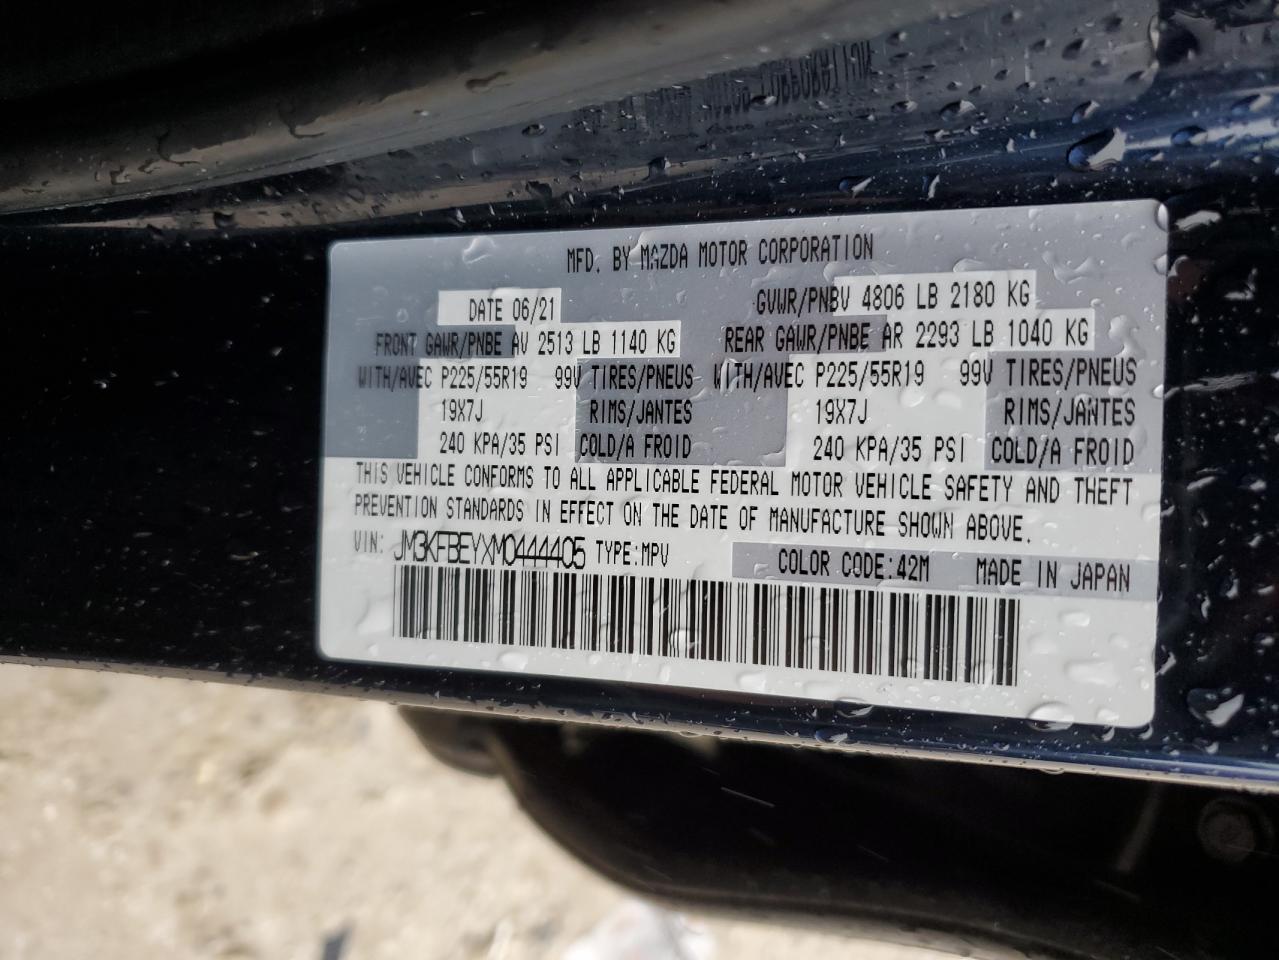 MFD. BY MAZDA MOTOR CORPORATION
DATE 06/21 GVWR/PNBV 4806 LB 2180 KG
FRONT GAWR/PNBE AV 2513 LB 1140 KG REAR GAWR/PNBE AR 2293 LB 1040 KG
WITH/AVEC P225/55R19 99V TIRES/PNEUS WITH/AVEC P225/55R19 99V TIRES/PNEUS
19X7J RIMS/JANTES 19X7J RIMS/JANTES
240 KPA/35 PSI COLD/A FROID 240 KPA/35 PSI COLD/A FROID
THIS VEHICLE CONFORMS TO ALL APPLICABLE FEDERAL MOTOR VEHICLE SAFETY AND THEFT
PREVENTION STANDARDS IN EFFECT ON THE DATE OF MANUFACTURE SHOWN ABOVE.
VIN: JM3KFBEYXM0444405 TYPE:MPV COLOR CODE:42M MADE IN JAPAN